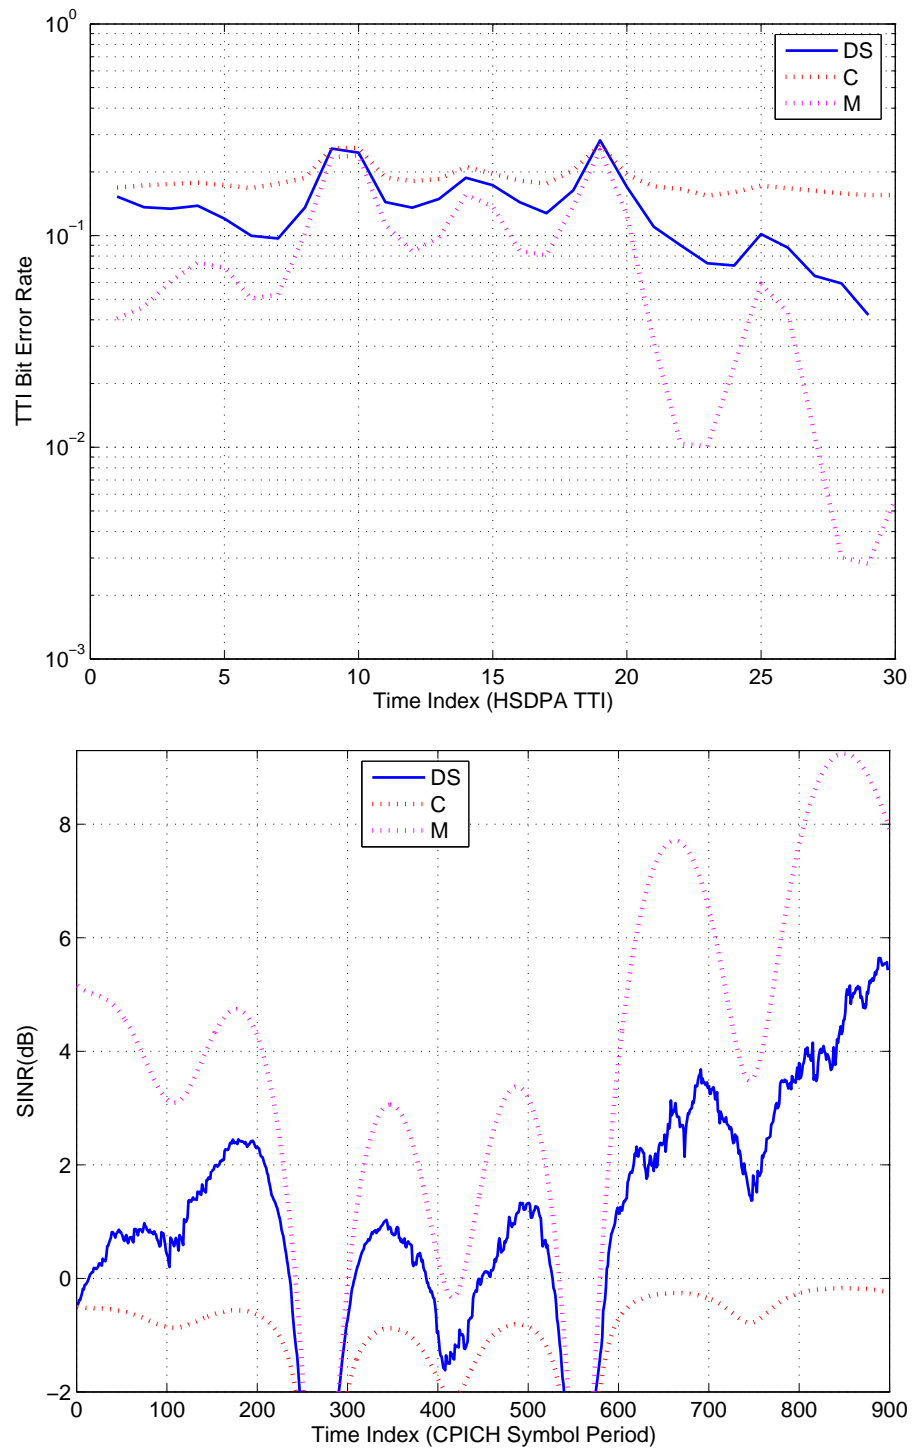 10^0
10^−1
10^−2
10^−3
TTI Bit Error Rate
DS
C
M
0 5 10 15 20 25 30
Time Index (HSDPA TTI)
8
6
4
2
0
−2
SINR(dB)
DS
C
M
0 100 200 300 400 500 600 700 800 900
Time Index (CPICH Symbol Period)